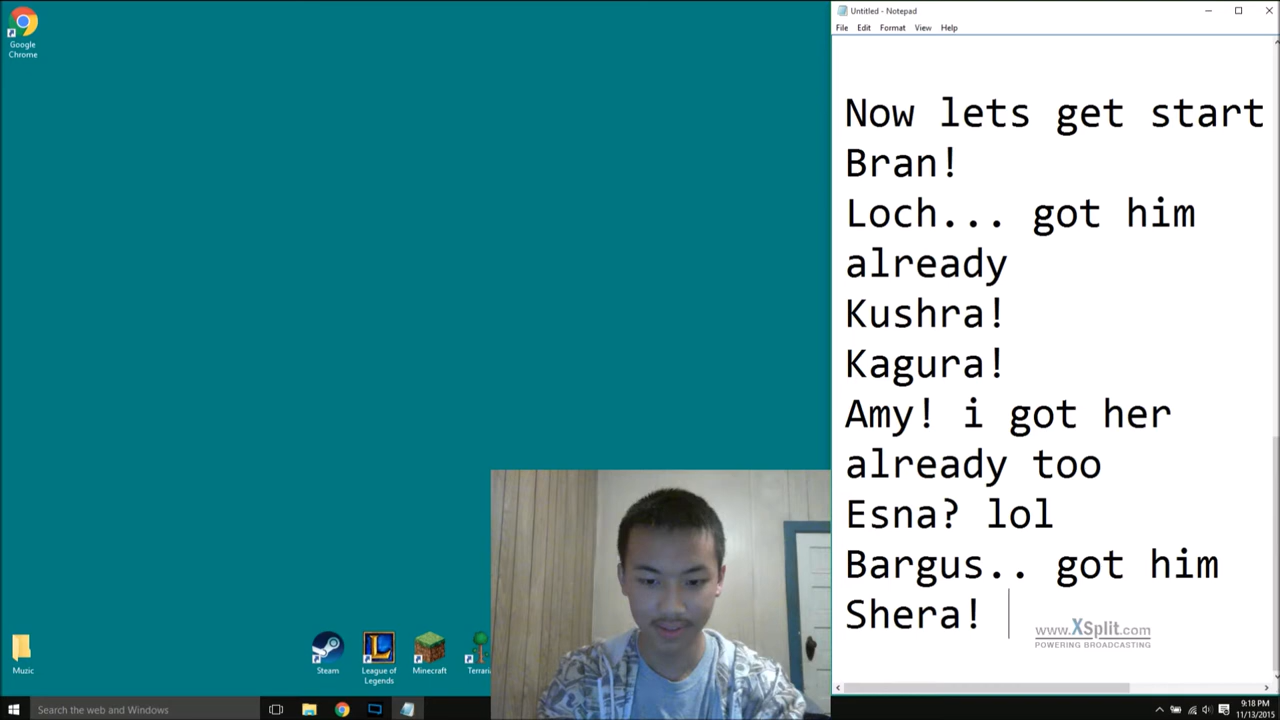 Google
Chrome
Untitled - Notepad
File Edit Format View Help
Now lets get start
Bran!
Loch... got him
already
Kushra!
Kagura!
Amy! i got her
already too
Esna? lol
Bargus.. got him
Shera!
www.XSplit.com
POWERING BROADCASTING
Muzic
Steam
League of
Legends
Minecraft
Terrari
Search the web and Windows
9:18 PM
11/13/2015